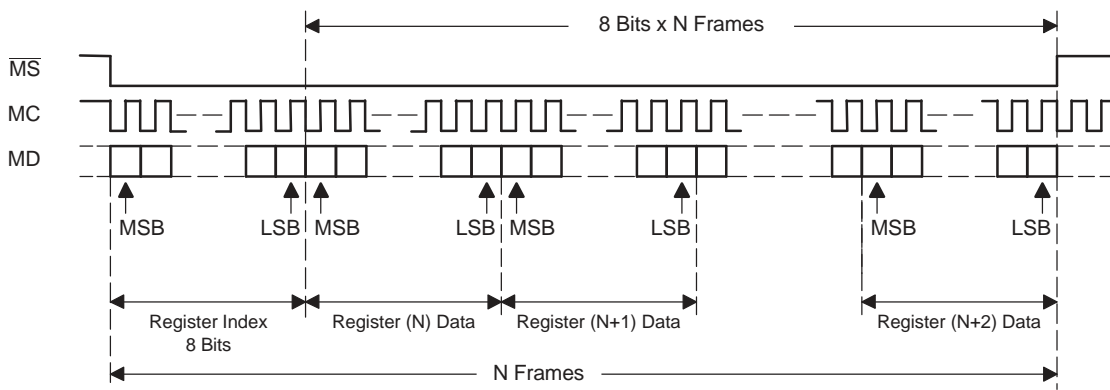 8 Bits x N Frames
MS
MC
MD
MSB LSB MSB LSB MSB LSB MSB LSB
Register Index
8 Bits
Register (N) Data
Register (N+1) Data
Register (N+2) Data
N Frames